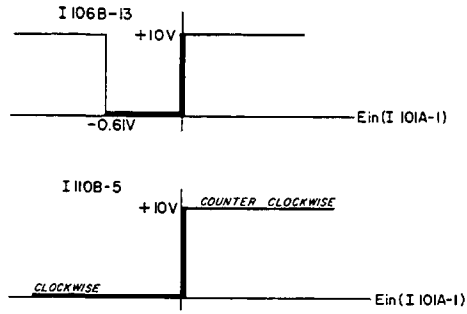 I 106B-13
+10V
-0.61V
Ein(I 101A-1)
I 110B-5
+10V
COUNTER CLOCKWISE
CLOCKWISE
Ein(I 101A-1)